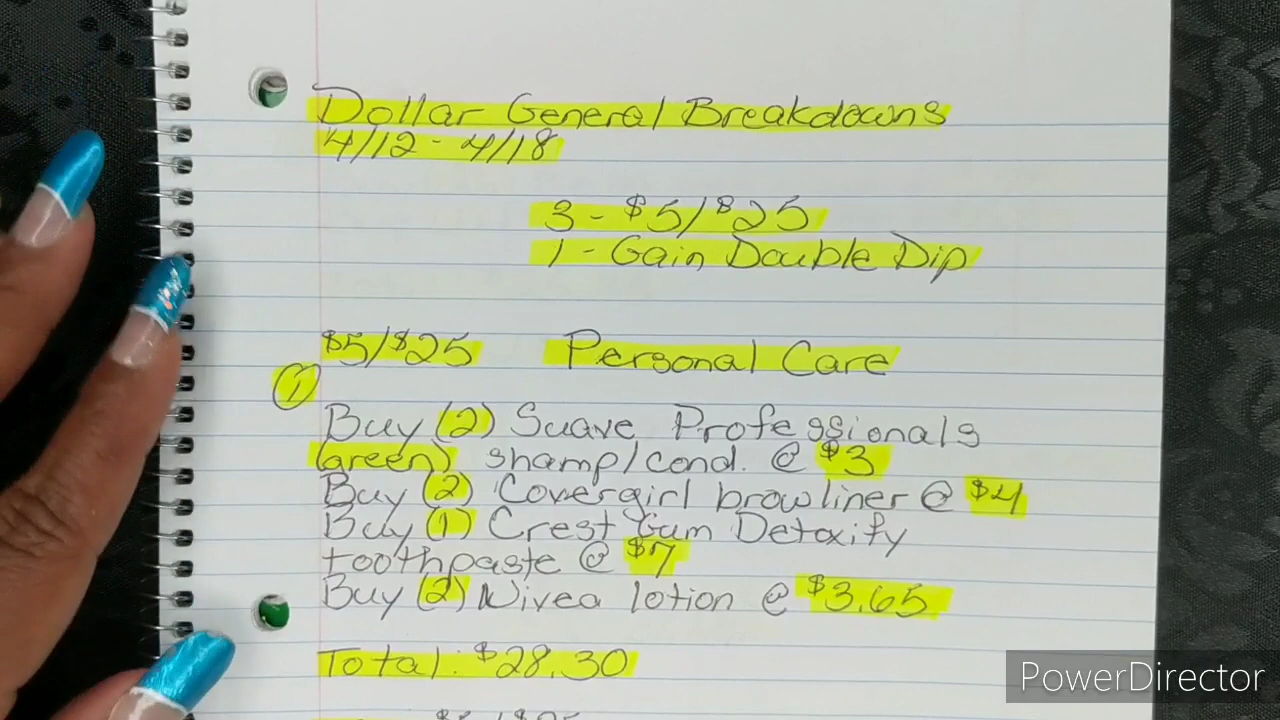 Dollar General Breakdowns
4/12 - 4/18
3 - $5/$25
1 - Gain Double Dip
$5/$25 Personal Care
1
Buy (2) Suave Professionals
(green) shamp/cond. @ $3
Buy (2) Covergirl browliner @ $4
Buy (1) Crest Gum Detoxify
toothpaste @ $7
Buy (2) Nivea lotion @ $3.65
Total: $28.30
PowerDirector